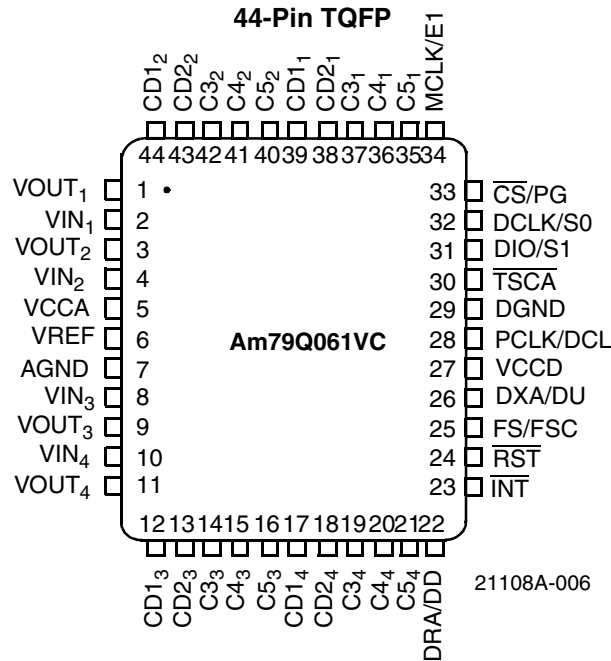 44-Pin TQFP
CD1₂ CD2₂ C3₂ C4₂ C5₂ CD1₁ CD2₁ C3₁ C4₁ C5₁ MCLK/E1
44 43 42 41 40 39 38 37 36 35 34
VOUT₁ 1 33 C̅S̅/PG
VIN₁ 2 32 DCLK/S0
VOUT₂ 3 31 DIO/S1
VIN₂ 4 30 T̅S̅C̅A̅
VCCA 5 29 DGND
VREF 6 Am79Q061VC 28 PCLK/DCL
AGND 7 27 VCCD
VIN₃ 8 26 DXA/DU
VOUT₃ 9 25 FS/FSC
VIN₄ 10 24 R̅S̅T̅
VOUT₄ 11 23 I̅N̅T̅
12 13 14 15 16 17 18 19 20 21 22
CD1₃ CD2₃ C3₃ C4₃ C5₃ CD1₄ CD2₄ C3₄ C4₄ C5₄ DRA/DD
21108A-006